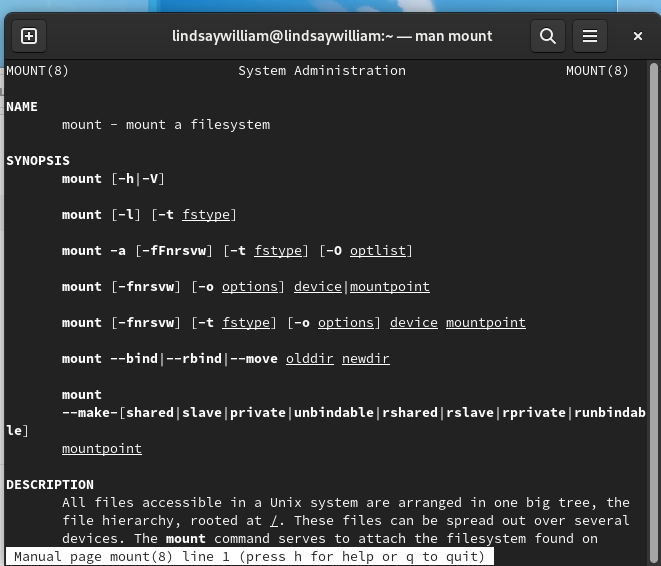 lindsaywilliam@lindsaywilliam:~ — man mount
MOUNT(8) System Administration MOUNT(8)
NAME
mount - mount a filesystem
SYNOPSIS
mount [-h|-V]
mount [-l] [-t fstype]
mount -a [-fFnrsvw] [-t fstype] [-O optlist]
mount [-fnrsvw] [-o options] device|mountpoint
mount [-fnrsvw] [-t fstype] [-o options] device mountpoint
mount --bind|--rbind|--move olddir newdir
mount
--make-[shared|slave|private|unbindable|rshared|rslave|rprivate|runbindab
le]
mountpoint
DESCRIPTION
All files accessible in a Unix system are arranged in one big tree, the
file hierarchy, rooted at /. These files can be spread out over several
devices. The mount command serves to attach the filesystem found on
Manual page mount(8) line 1 (press h for help or q to quit)